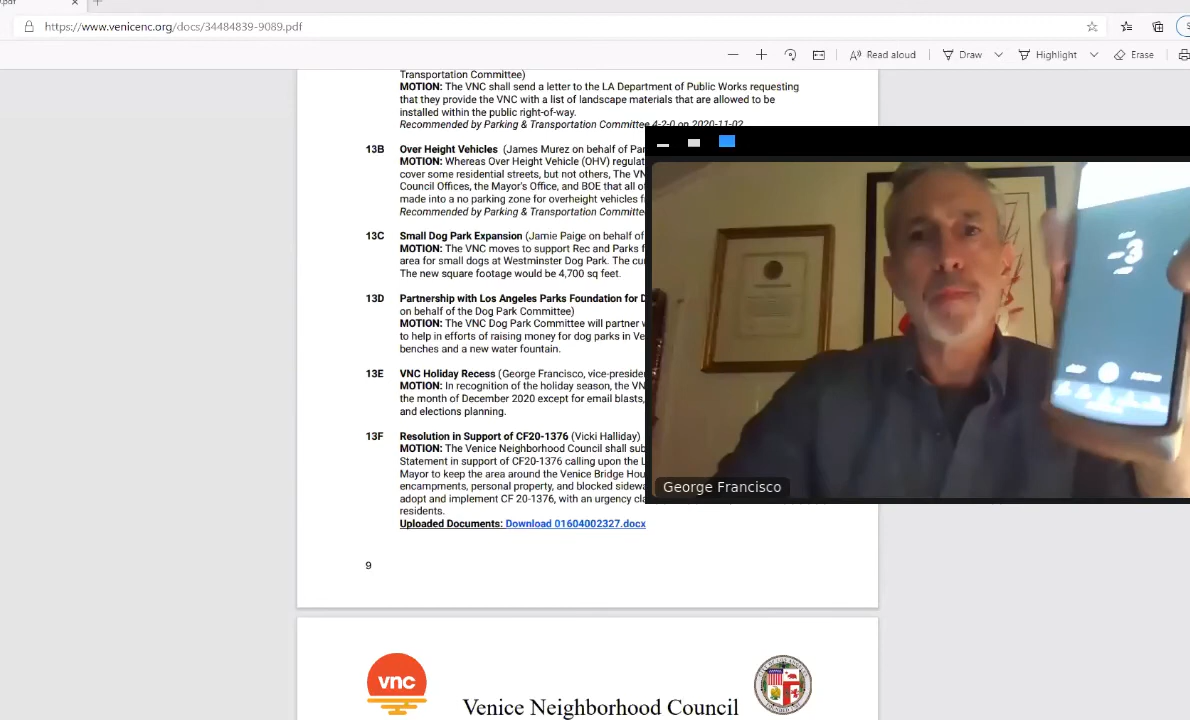 .pdf
https://www.venicenc.org/docs/34484839-9089.pdf
Read aloud
Draw
Highlight
Erase
Transportation Committee)
MOTION: The VNC shall send a letter to the LA Department of Public Works requesting
that they provide the VNC with a list of landscape materials that are allowed to be
installed within the public right-of-way.
Recommended by Parking & Transportation Committee 4-2-0 on 2020-11-02
13B Over Height Vehicles (James Murez on behalf of Par
MOTION: Whereas Over Height Vehicle (OHV) regulat
cover some residential streets, but not others, The VN
Council Offices, the Mayor's Office, and BOE that all of
made into a no parking zone for overheight vehicles f
Recommended by Parking & Transportation Committe
13C Small Dog Park Expansion (Jamie Paige on behalf of
MOTION: The VNC moves to support Rec and Parks f
area for small dogs at Westminster Dog Park. The cu
The new square footage would be 4,700 sq feet.
13D Partnership with Los Angeles Parks Foundation for D
on behalf of the Dog Park Committee)
MOTION: The VNC Dog Park Committee will partner w
to help in efforts of raising money for dog parks in Ve
benches and a new water fountain.
13E VNC Holiday Recess (George Francisco, vice-presiden
MOTION: In recognition of the holiday season, the VN
the month of December 2020 except for email blasts,
and elections planning.
13F Resolution in Support of CF20-1376 (Vicki Halliday)
MOTION: The Venice Neighborhood Council shall sub
Statement in support of CF20-1376 calling upon the L
Mayor to keep the area around the Venice Bridge Hou
encampments, personal property, and blocked sidewa
adopt and implement CF 20-1376, with an urgency cla
residents.
Uploaded Documents: Download 01604002327.docx
9
-3
George Francisco
vnc
Venice Neighborhood Council